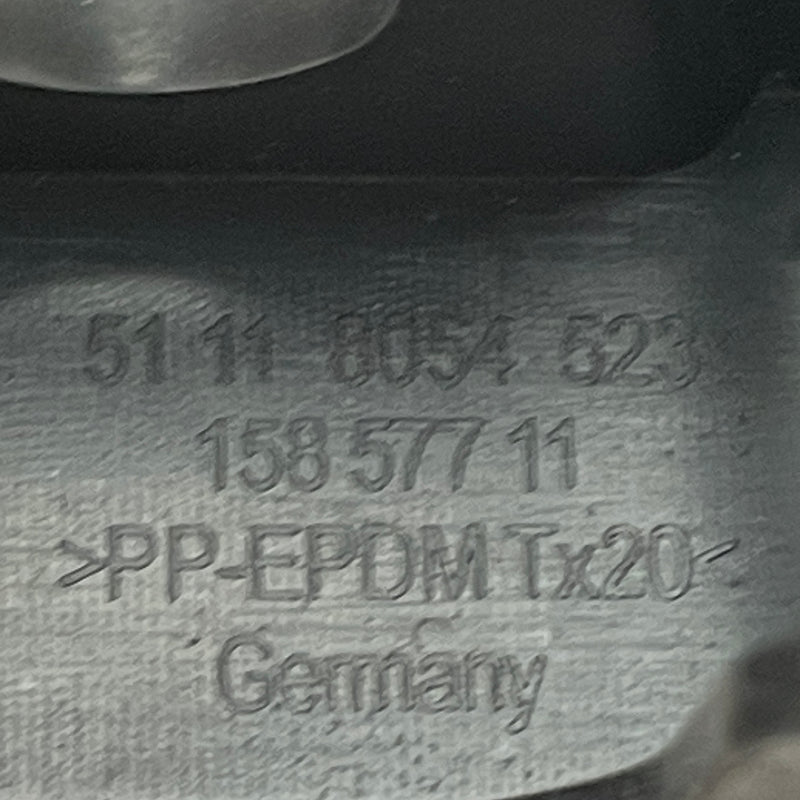 51 11 8054 523
158 577 11
>PP-EPDM Tx20<
Germany